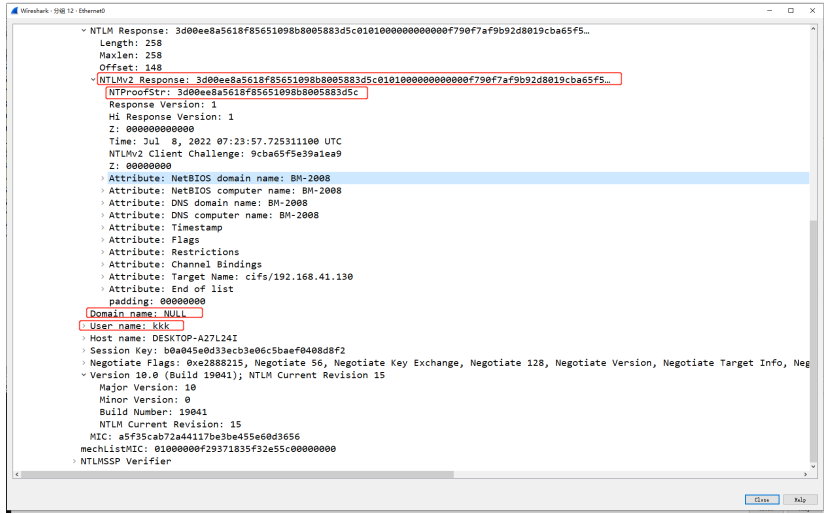 Wireshark · 分组 12 · Ethernet0
NTLM Response: 3d00ee8a5618f85651098b8005883d5c0101000000000000f790f7af9b92d8019cba65f5…
Length: 258
Maxlen: 258
Offset: 148
NTLMv2 Response: 3d00ee8a5618f85651098b8005883d5c0101000000000000f790f7af9b92d8019cba65f5…
NTProofStr: 3d00ee8a5618f85651098b8005883d5c
Response Version: 1
Hi Response Version: 1
Z: 000000000000
Time: Jul  8, 2022 07:23:57.725311100 UTC
NTLMv2 Client Challenge: 9cba65f5e39a1ea9
Z: 00000000
Attribute: NetBIOS domain name: BM-2008
Attribute: NetBIOS computer name: BM-2008
Attribute: DNS domain name: BM-2008
Attribute: DNS computer name: BM-2008
Attribute: Timestamp
Attribute: Flags
Attribute: Restrictions
Attribute: Channel Bindings
Attribute: Target Name: cifs/192.168.41.130
Attribute: End of list
padding: 00000000
Domain name: NULL
User name: kkk
Host name: DESKTOP-A27L24I
Session Key: b0a045e0d33ecb3e06c5baef0408d8f2
Negotiate Flags: 0xe2888215, Negotiate 56, Negotiate Key Exchange, Negotiate 128, Negotiate Version, Negotiate Target Info, Neg
Version 10.0 (Build 19041); NTLM Current Revision 15
Major Version: 10
Minor Version: 0
Build Number: 19041
NTLM Current Revision: 15
MIC: a5f35cab72a44117be3be455e60d3656
mechListMIC: 01000000f29371835f32e55c00000000
NTLMSSP Verifier
Close
Help